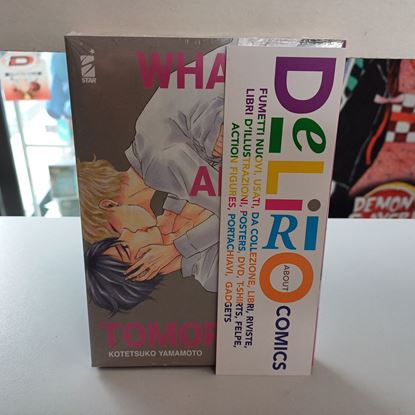 STAR
WHA
A
TOMOR
KOTETSUKO YAMAMOTO
DELIRIO
ABOUT
COMICS
FUMETTI NUOVI, USATI, DA COLLEZIONE, LIBRI, RIVISTE,
LIBRI D'ILLUSTRAZIONI, POSTERS, DVD, T-SHIRTS, FELPE,
ACTION FIGURES, PORTACHIAVI, GADGETS
DEMON